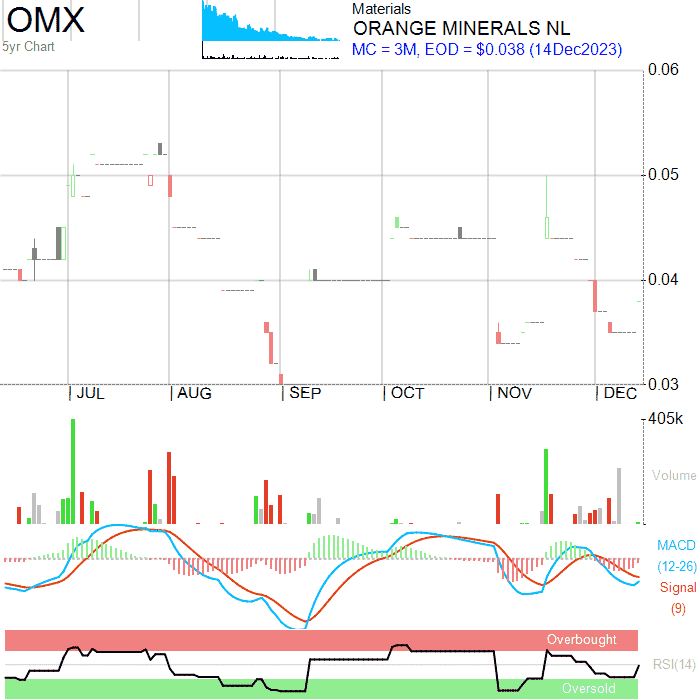 OMX
5yr Chart
Materials
ORANGE MINERALS NL
MC = 3M, EOD = $0.038 (14Dec2023)
0.06
0.05
0.04
0.03
JUL
AUG
SEP
OCT
NOV
DEC
405k
Volume
MACD
(12-26)
Signal
(9)
Overbought
RSI(14)
Oversold